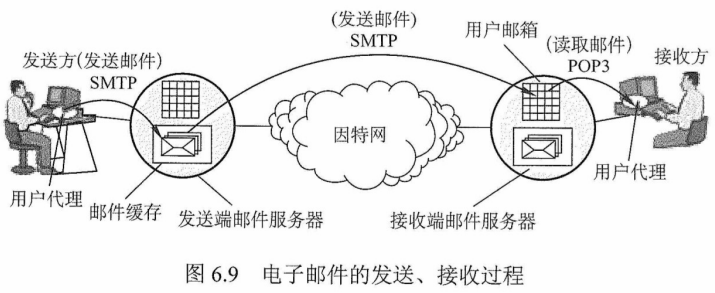 (发送邮件)
SMTP
用户邮箱
发送方(发送邮件)
SMTP
(读取邮件)
POP3
接收方
因特网
用户代理
邮件缓存
发送端邮件服务器
接收端邮件服务器
用户代理
图 6.9 电子邮件的发送、接收过程